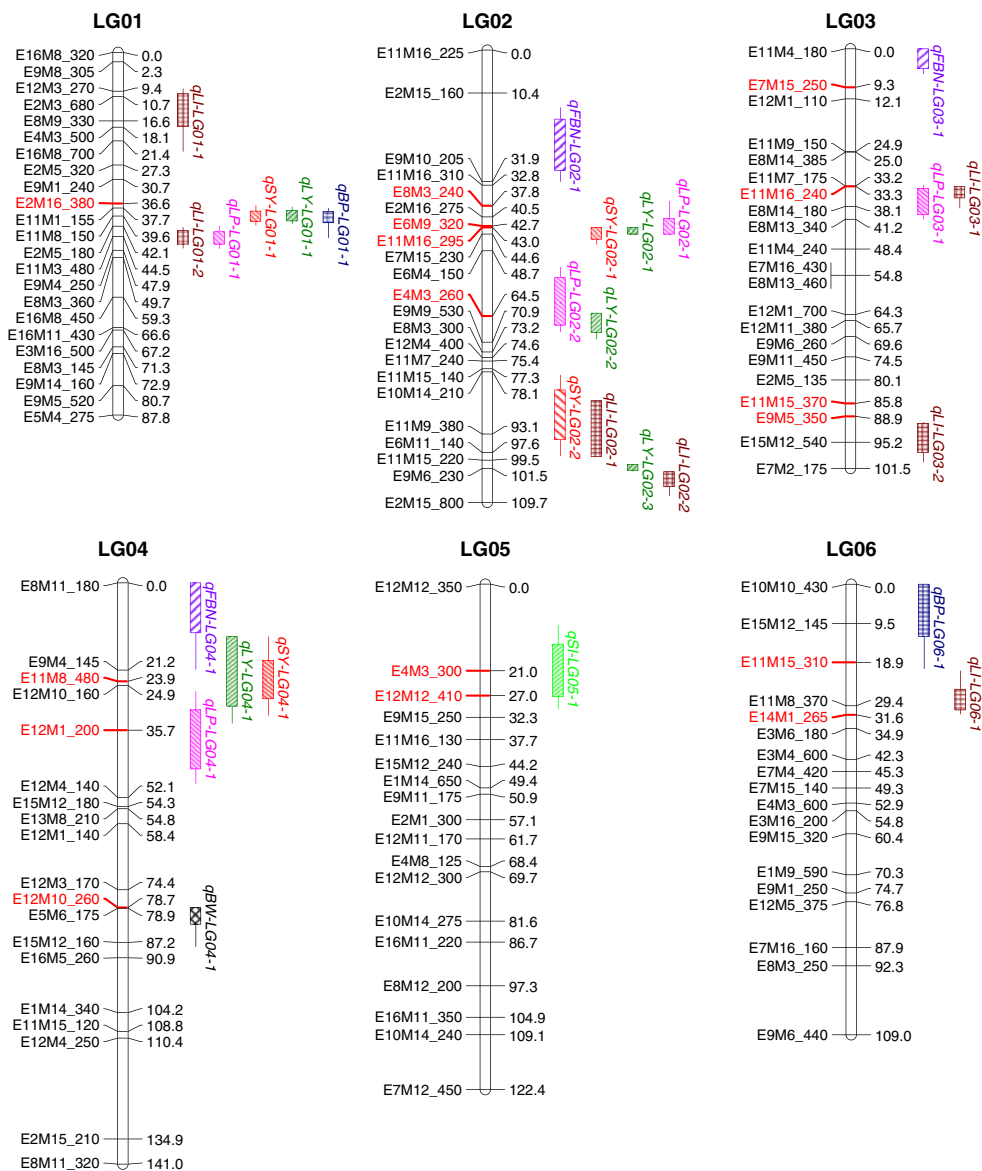 LG01
E16M8_320 0.0
E9M8_305 2.3
E12M3_270 9.4
E2M3_680 10.7
E8M9_330 16.6
E4M3_500 18.1
E16M8_700 21.4
E2M5_320 27.3
E9M1_240 30.7
E2M16_380 36.6
E11M1_155 37.7
E11M8_150 39.6
E2M5_180 42.1
E11M3_480 44.5
E9M4_250 47.9
E8M3_360 49.7
E16M8_450 59.3
E16M11_430 66.6
E3M16_500 67.2
E8M3_145 71.3
E9M14_160 72.9
E9M5_520 80.7
E5M4_275 87.8
qLI-LG01-1
qLI-LG01-2
qLP-LG01-1
qSY-LG01-1
qLY-LG01-1
qBP-LG01-1
LG02
E11M16_225 0.0
E2M15_160 10.4
E9M10_205 31.9
E11M16_310 32.8
E8M3_240 37.8
E2M16_275 40.5
E6M9_320 42.7
E11M16_295 43.0
E7M15_230 44.6
E6M4_150 48.7
E4M3_260 64.5
E9M9_530 70.9
E8M3_300 73.2
E12M4_400 74.6
E11M7_240 75.4
E11M15_140 77.3
E10M14_210 78.1
E11M9_380 93.1
E6M11_140 97.6
E11M15_220 99.5
E9M6_230 101.5
E2M15_800 109.7
qFBN-LG02-1
qSY-LG02-1
qLY-LG02-1
qLP-LG02-1
qLP-LG02-2
qLY-LG02-2
qSY-LG02-2
qLI-LG02-1
qLY-LG02-3
qLI-LG02-2
LG03
E11M4_180 0.0
E7M15_250 9.3
E12M1_110 12.1
E11M9_150 24.9
E8M14_385 25.0
E11M7_175 33.2
E11M16_240 33.3
E8M14_180 38.1
E8M13_340 41.2
E11M4_240 48.4
E7M16_430
E8M13_460 54.8
E12M1_700 64.3
E12M11_380 65.7
E9M6_260 69.6
E9M11_450 74.5
E2M5_135 80.1
E11M15_370 85.8
E9M5_350 88.9
E15M12_540 95.2
E7M2_175 101.5
qFBN-LG03-1
qLP-LG03-1
qLI-LG03-1
qLI-LG03-2
LG04
E8M11_180 0.0
E9M4_145 21.2
E11M8_480 23.9
E12M10_160 24.9
E12M1_200 35.7
E12M4_140 52.1
E15M12_180 54.3
E13M8_210 54.8
E12M1_140 58.4
E12M3_170 74.4
E12M10_260 78.7
E5M6_175 78.9
E15M12_160 87.2
E16M5_260 90.9
E1M14_340 104.2
E11M15_120 108.8
E12M4_250 110.4
E2M15_210 134.9
E8M11_320 141.0
qFBN-LG04-1
qLY-LG04-1
qSY-LG04-1
qLP-LG04-1
qBW-LG04-1
LG05
E12M12_350 0.0
E4M3_300 21.0
E12M12_410 27.0
E9M15_250 32.3
E11M16_130 37.7
E15M12_240 44.2
E1M14_650 49.4
E9M11_175 50.9
E2M1_300 57.1
E12M11_170 61.7
E4M8_125 68.4
E12M12_300 69.7
E10M14_275 81.6
E16M11_220 86.7
E8M12_200 97.3
E16M11_350 104.9
E10M14_240 109.1
E7M12_450 122.4
qSI-LG05-1
LG06
E10M10_430 0.0
E15M12_145 9.5
E11M15_310 18.9
E11M8_370 29.4
E14M1_265 31.6
E3M6_180 34.9
E3M4_600 42.3
E7M4_420 45.3
E7M15_140 49.3
E4M3_600 52.9
E3M16_200 54.8
E9M15_320 60.4
E1M9_590 70.3
E9M1_250 74.7
E12M5_375 76.8
E7M16_160 87.9
E8M3_250 92.3
E9M6_440 109.0
qBP-LG06-1
qLI-LG06-1